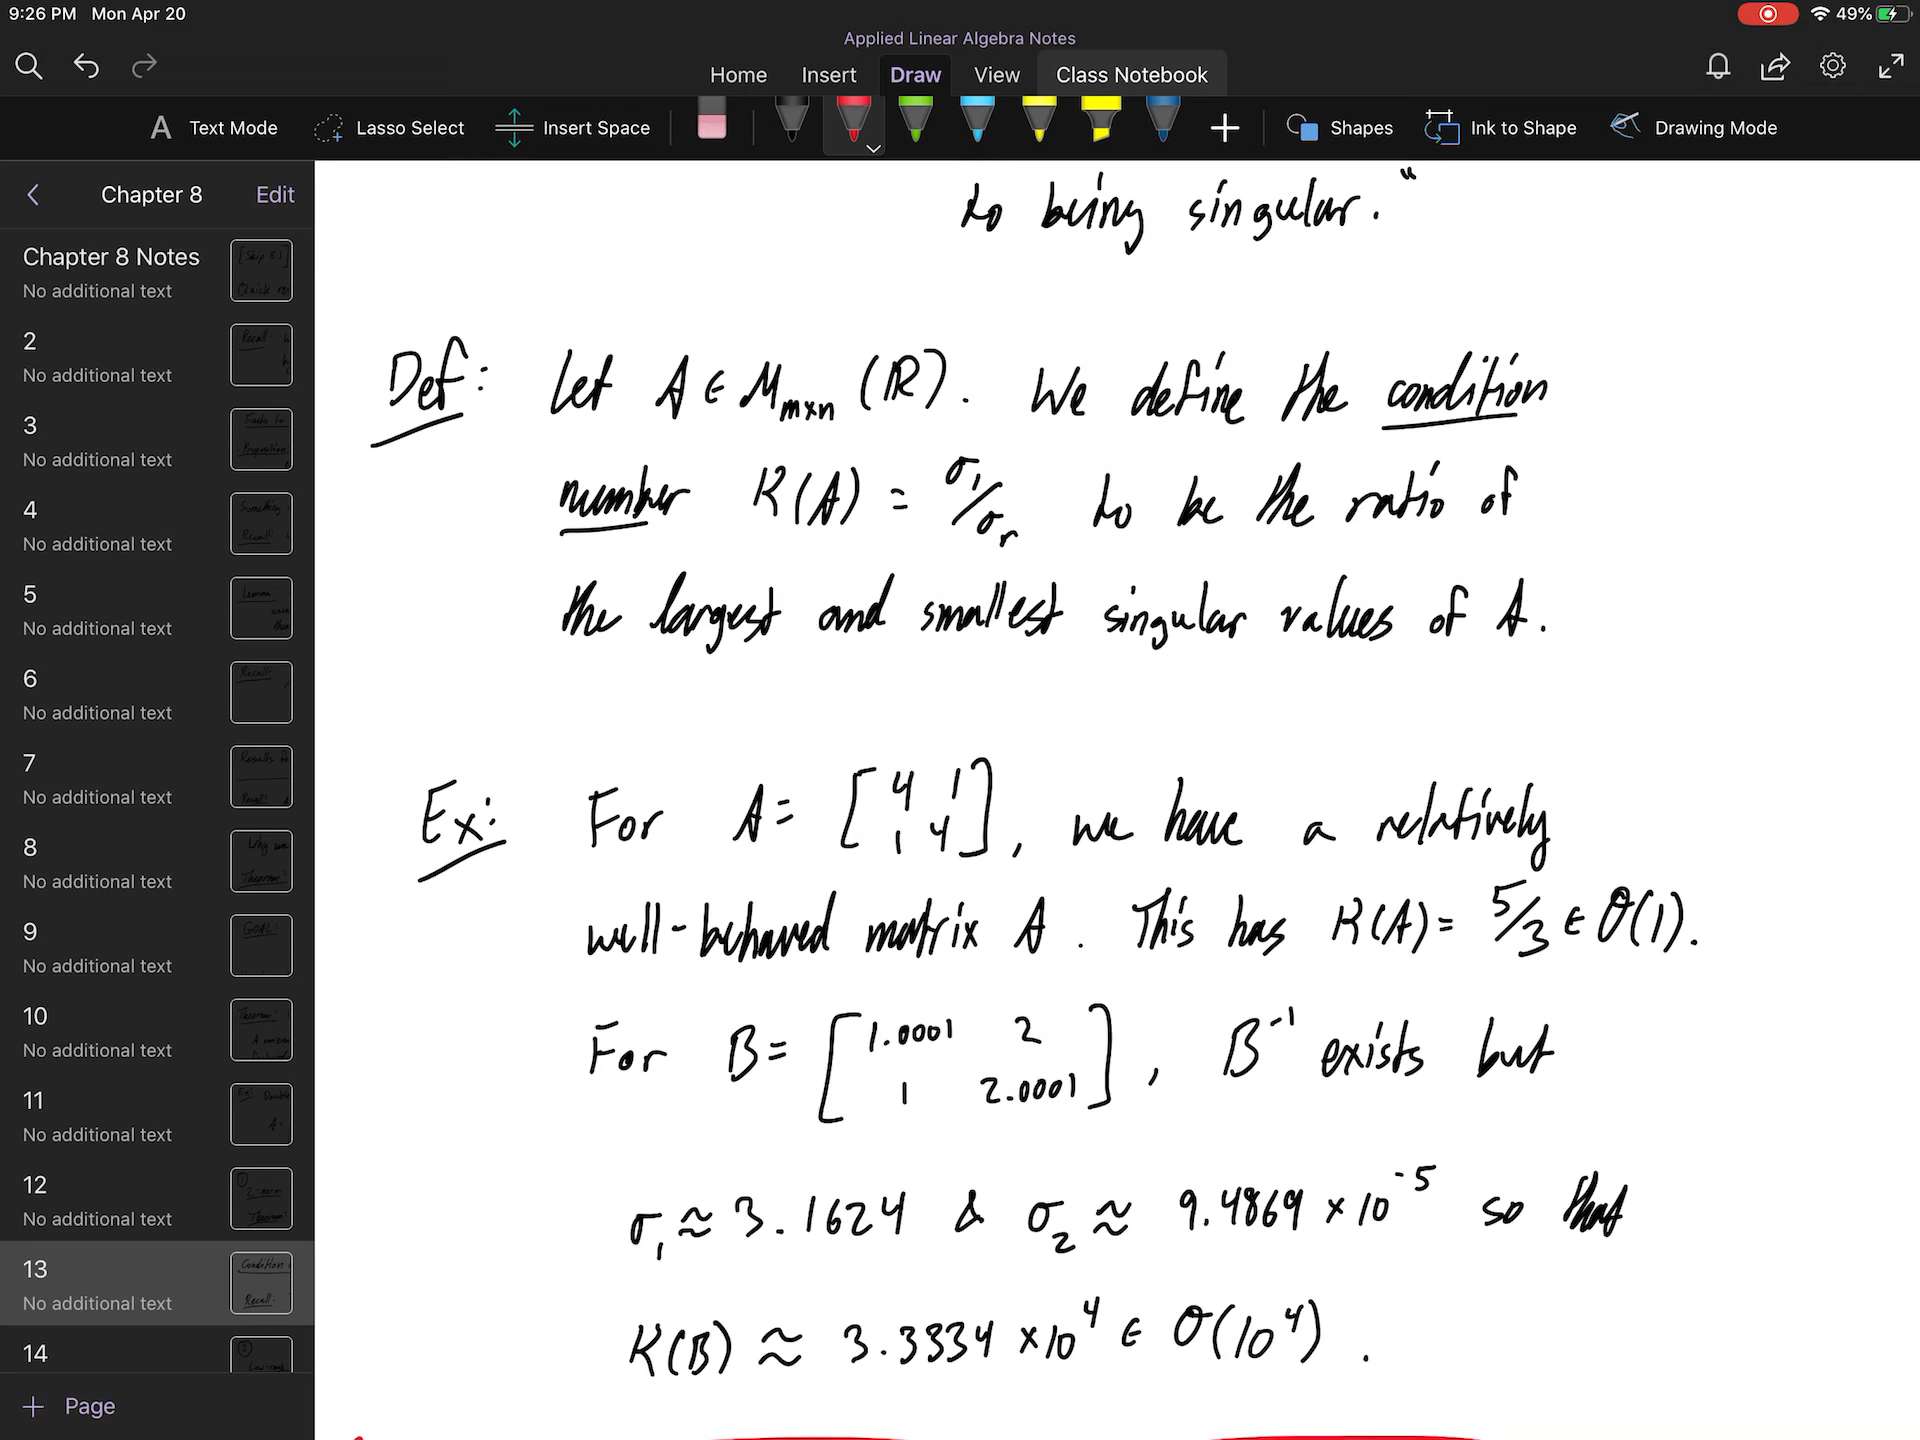 9:26 PM Mon Apr 20
49%
Applied Linear Algebra Notes
Home Insert Draw View Class Notebook
Text Mode Lasso Select Insert Space Shapes Ink to Shape Drawing Mode
Chapter 8 Edit
Chapter 8 Notes
No additional text
2
No additional text
3
No additional text
4
No additional text
5
No additional text
6
No additional text
7
No additional text
8
No additional text
9
No additional text
10
No additional text
11
No additional text
12
No additional text
13
No additional text
14
+ Page
to being singular."
Def: Let A ∈ M_{m×n} (ℝ). We define the condition
number K(A) = σ₁/σᵣ to be the ratio of
the largest and smallest singular values of A.
Ex: For A = [4 1; 1 4], we have a relatively
well-behaved matrix A. This has K(A) = 5/3 ∈ O(1).
For B = [1.0001 2; 1 2.0001], B⁻¹ exists but
σ₁ ≈ 3.1624 & σ₂ ≈ 9.4869 × 10⁻⁵ so that
K(B) ≈ 3.3334 × 10⁴ ∈ O(10⁴).